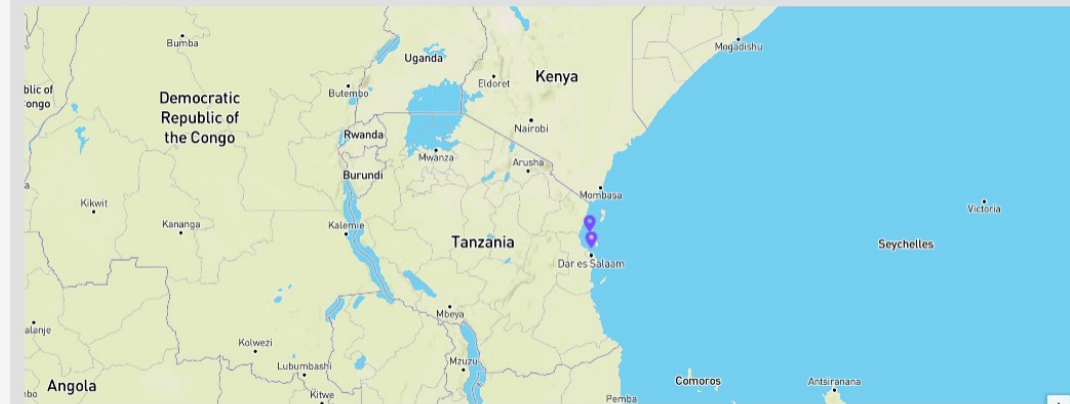 Bumba
Uganda
Mogadishu
Eldoret
Kenya
blic of
ongo
Democratic
Republic of
the Congo
Butembo
Nairobi
Rwanda
Mwanza
Arusha
Burundi
Mombasa
Kikwit
Victoria
Kananga
Kalemie
Tanzania
Seychelles
Dar es Salaam
Mbeya
alanje
Kolwezi
Mzuzu
Lubumbashi
Angola
Comoros
Antsiranana
Kitwe
Pemba